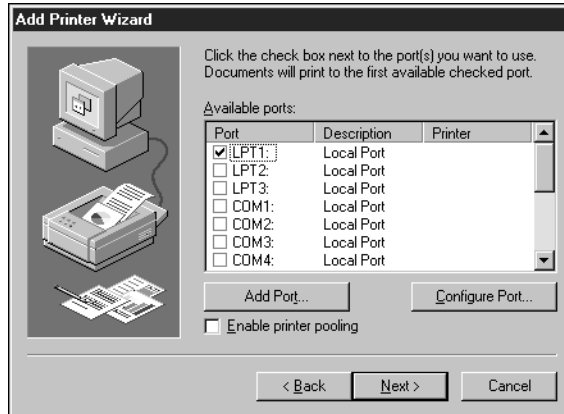 Add Printer Wizard
Click the check box next to the port(s) you want to use.
Documents will print to the first available checked port.
Available ports:
Port Description Printer
LPT1: Local Port
LPT2: Local Port
LPT3: Local Port
COM1: Local Port
COM2: Local Port
COM3: Local Port
COM4: Local Port
Add Port... Configure Port...
Enable printer pooling
< Back Next > Cancel